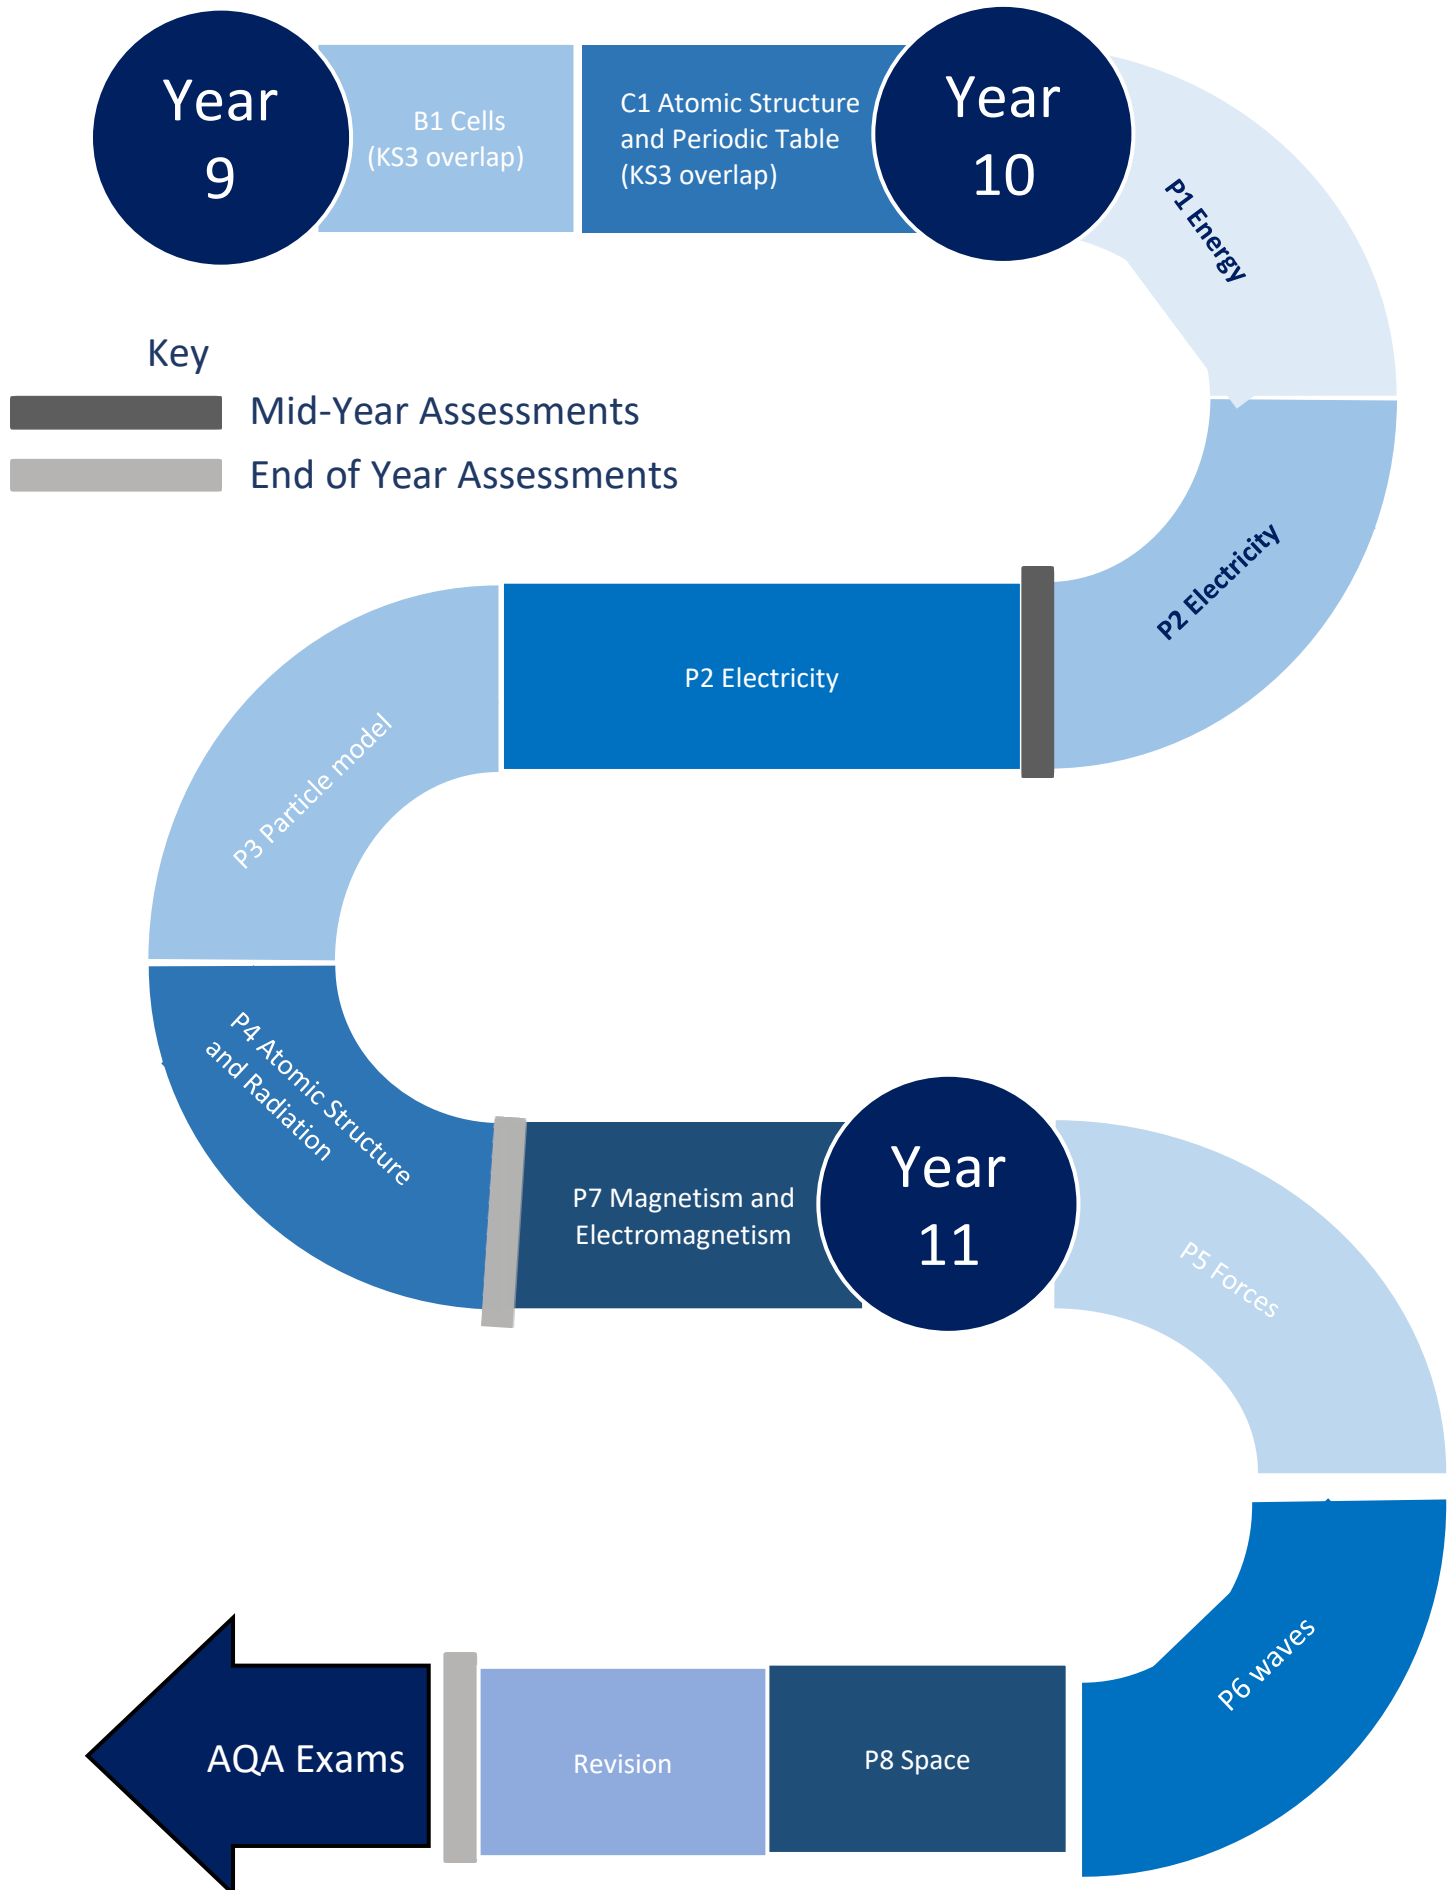 Year
9
B1 Cells
(KS3 overlap)
C1 Atomic Structure
and Periodic Table
(KS3 overlap)
Year
10
P1 Energy
Key
Mid-Year Assessments
End of Year Assessments
P2 Electricity
P2 Electricity
P3 Particle model
P4 Atomic Structure
and Radiation
P7 Magnetism and
Electromagnetism
Year
11
P5 Forces
P6 waves
P8 Space
Revision
AQA Exams